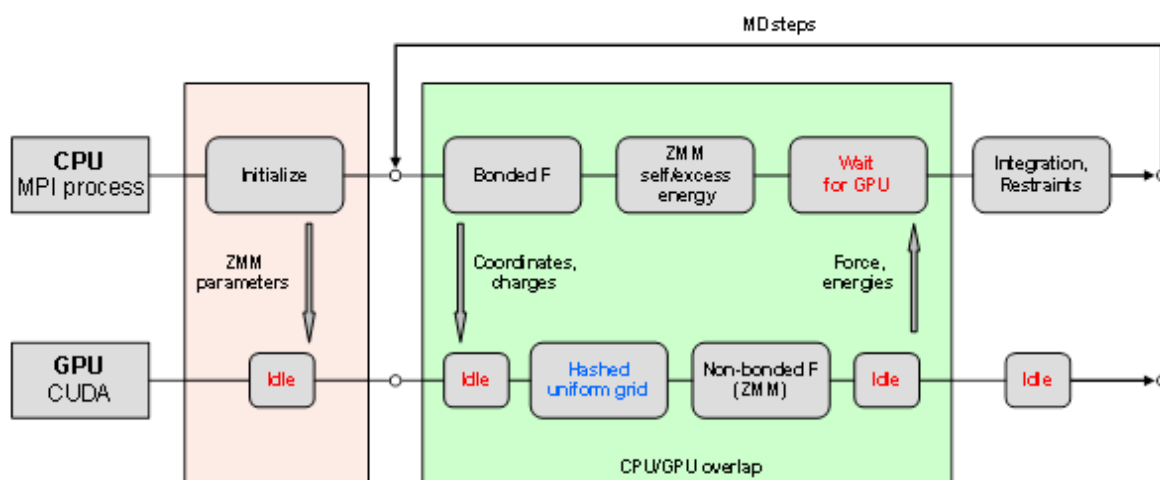 MD steps
CPU
MPI process
Initialize
Bonded F
ZMM
self/excess
energy
Wait
for GPU
Integration,
Restraints
ZMM
parameters
Coordinates,
charges
Force,
energies
GPU
CUDA
Idle
Idle
Hashed
uniform grid
Non-bonded F
(ZMM)
Idle
Idle
CPU/GPU overlap